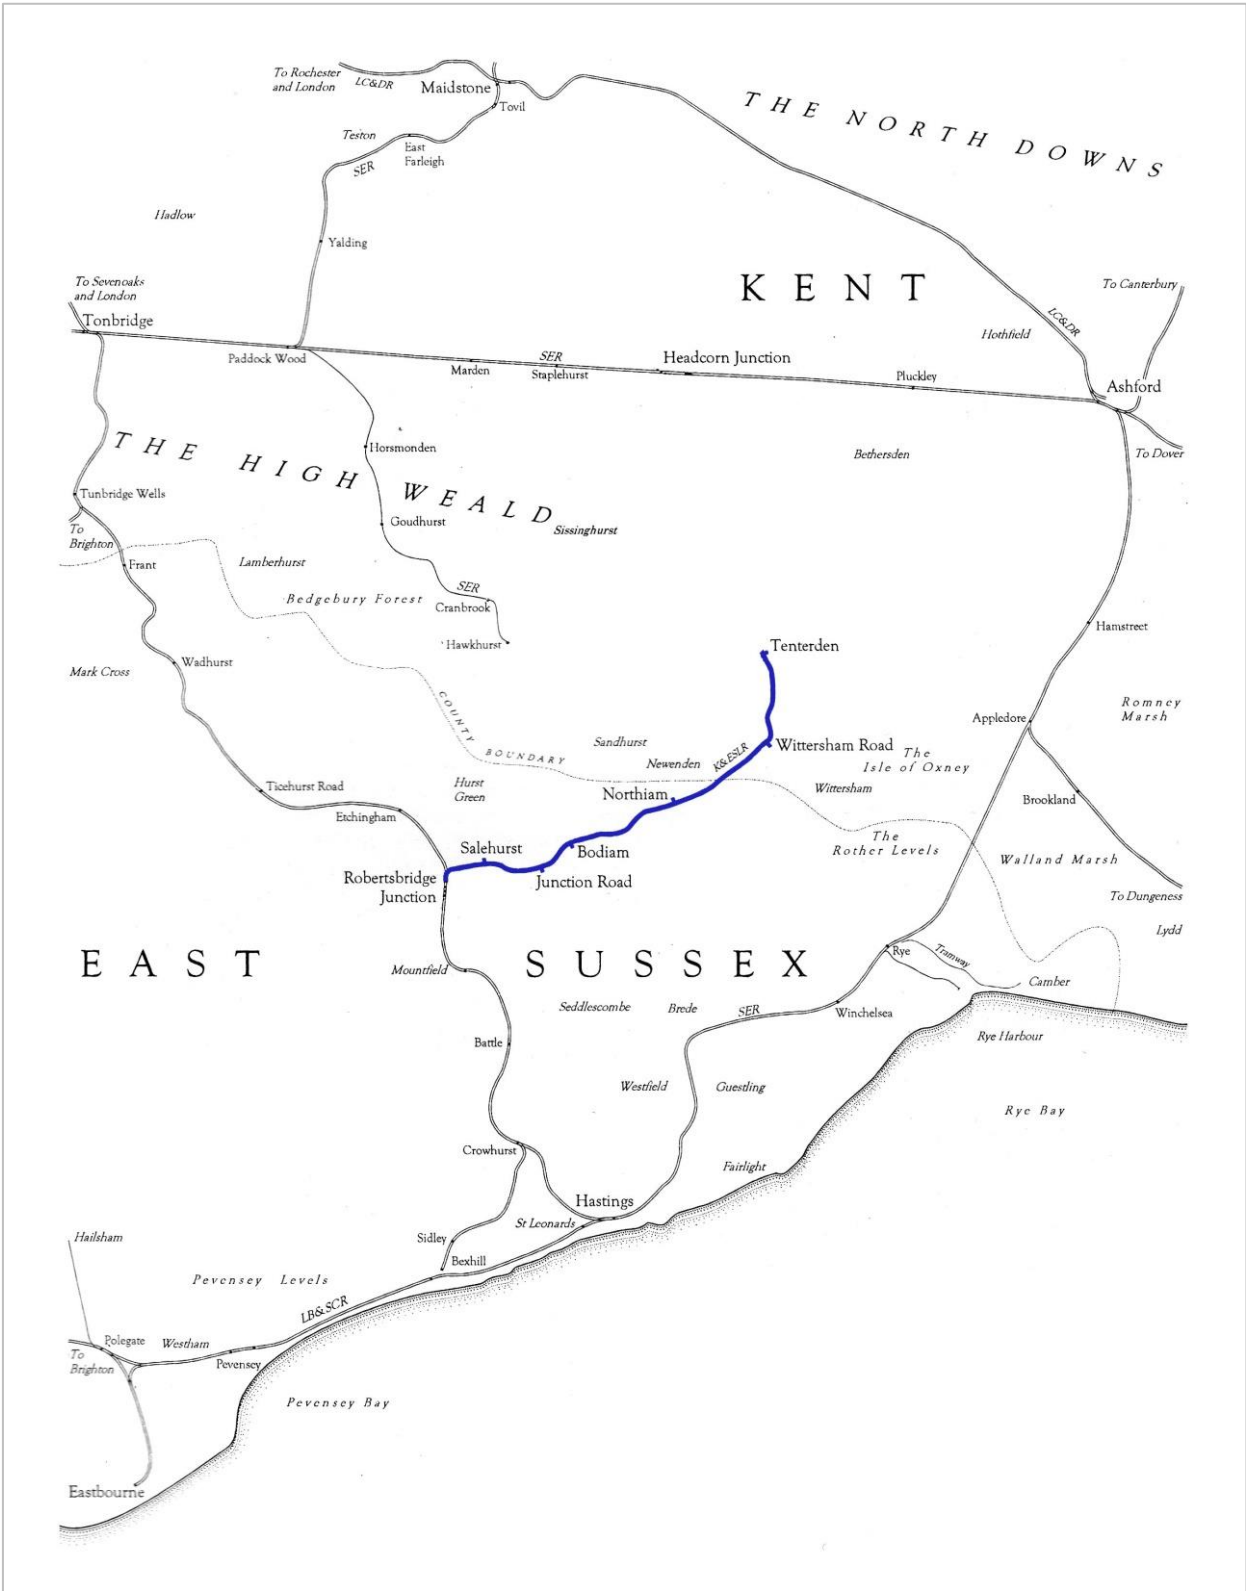 To Rochester
and London
LC&DR
Maidstone
Tovil
THE NORTH DOWNS
Teston
East
Farleigh
SER
Hadlow
Yalding
To Sevenoaks
and London
Tonbridge
KENT
To Canterbury
LC&DR
Hothfield
Paddock Wood
SER
Headcorn Junction
Marden
Staplehurst
Pluckley
Ashford
THE HIGH WEALD
Horsmonden
Bethersden
To Dover
Tunbridge Wells
Goudhurst
Sissinghurst
To
Brighton
Frant
Lamberhurst
Bedgebury Forest
SER
Cranbrook
Hawkhurst
Hamstreet
Tenterden
Wadhurst
Mark Cross
COUNTY BOUNDARY
Romney
Marsh
Appledore
Sandhurst
Newenden
K&ESLR
Wittersham Road
The
Isle of Oxney
Wittersham
Ticehurst Road
Hurst
Green
Northiam
Brookland
Etchingham
The
Rother Levels
Salehurst
Bodiam
Walland Marsh
Robertsbridge
Junction
Junction Road
To Dungeness
Lydd
EAST SUSSEX
Mountfield
Rye
Tramway
Camber
Seddlescombe
Brede
SER
Winchelsea
Battle
Rye Harbour
Westfield
Guestling
Rye Bay
Crowhurst
Fairlight
Hastings
St Leonards
Hailsham
Sidley
Bexhill
Pevensey Levels
LB&SCR
Polegate
Westham
To
Brighton
Pevensey
Pevensey Bay
Eastbourne